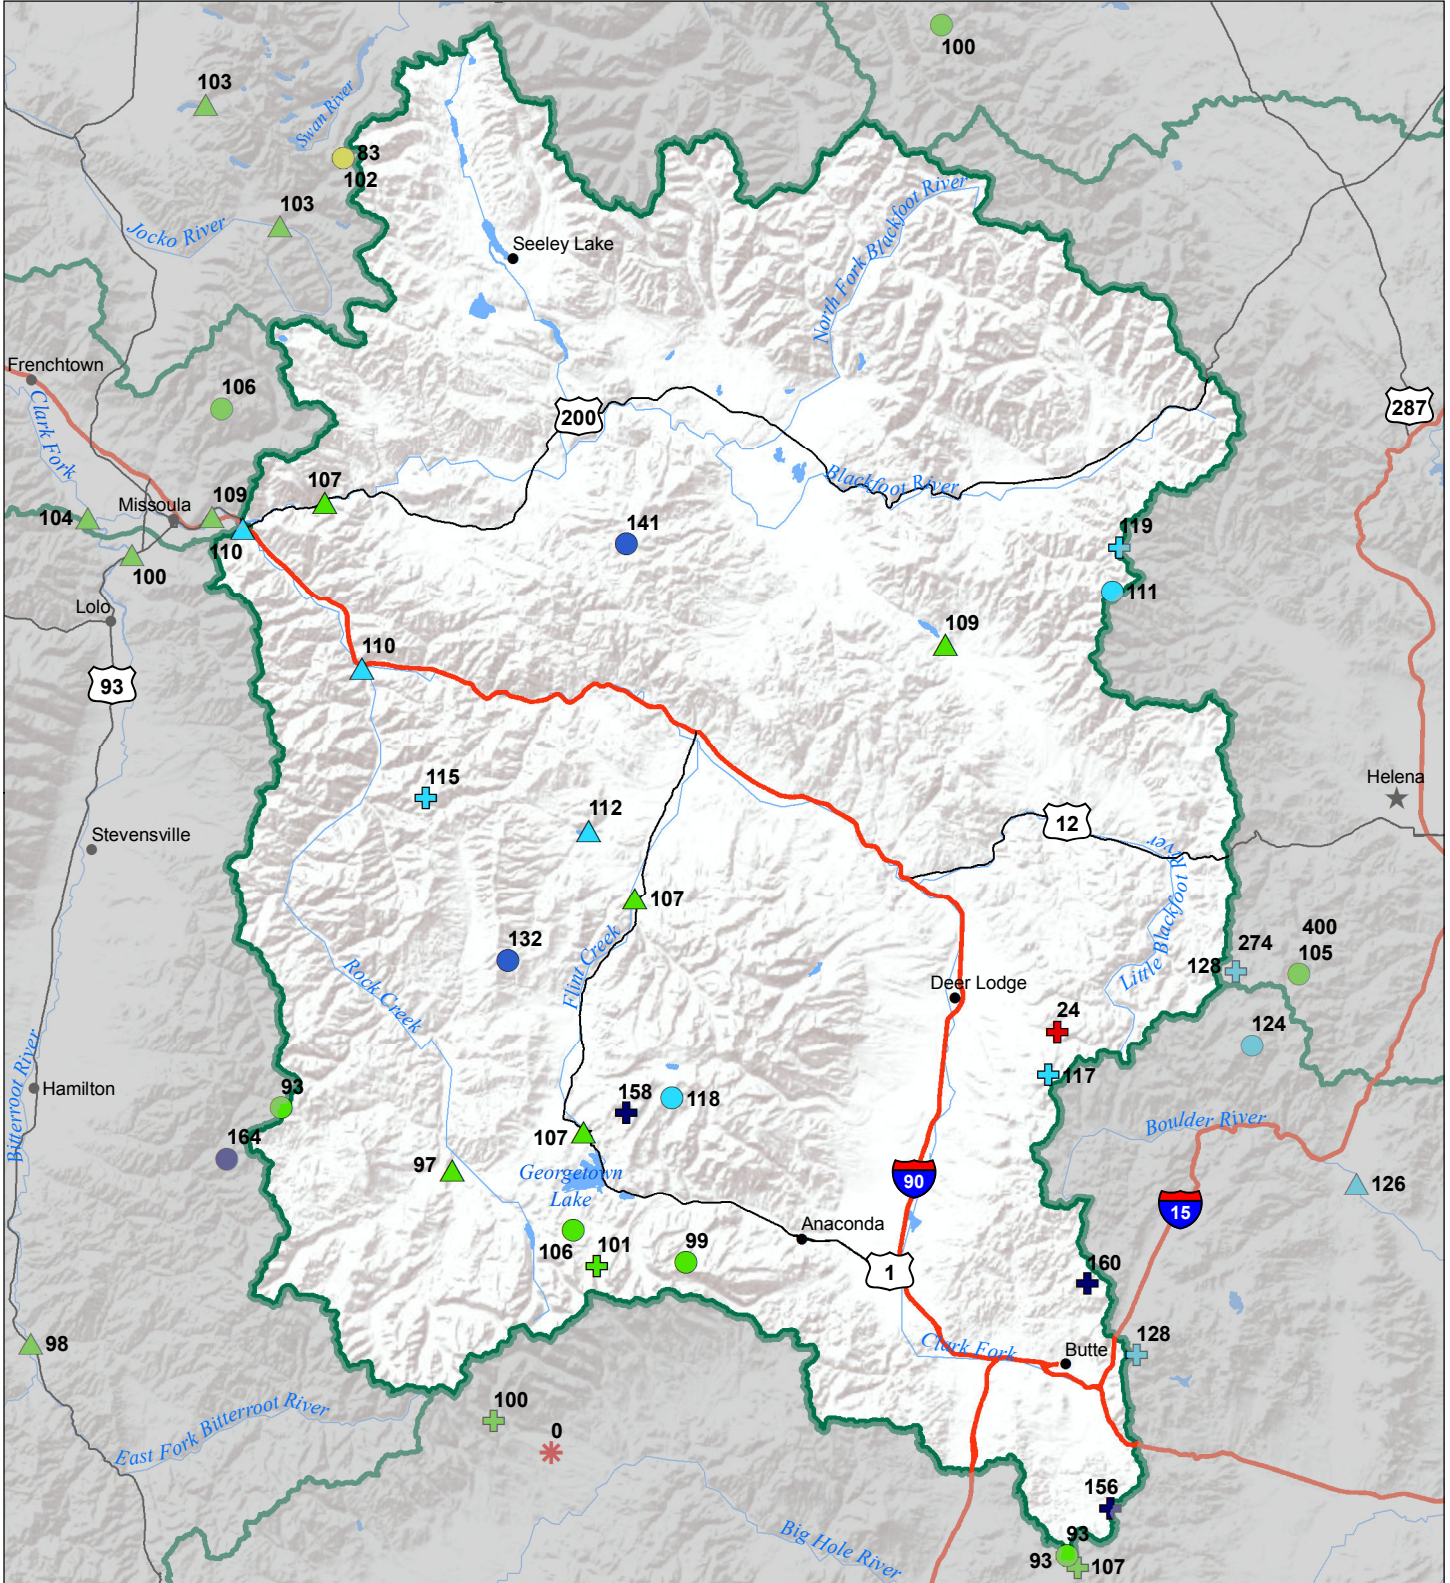 100
103
Swan River
83
102
103
Jocko River
North Fork Blackfoot River
Seeley Lake
Frenchtown
Clark Fork
106
200
287
107
Blackfoot River
109
Missoula
104
110
100
141
119
111
Lolo
109
110
93
Helena
115
112
12
Stevensville
Little Blackfoot River
107
132
Flint Creek
Rock Creek
274
128
400
105
Deer Lodge
24
124
117
Bitterroot River
Hamilton
93
158
118
Boulder River
164
107
97
Georgetown
Lake
90
126
15
Anaconda
106
101
99
1
160
98
Clark Fork
Butte
128
100
East Fork Bitterroot River
0
156
Big Hole River
93
93
107